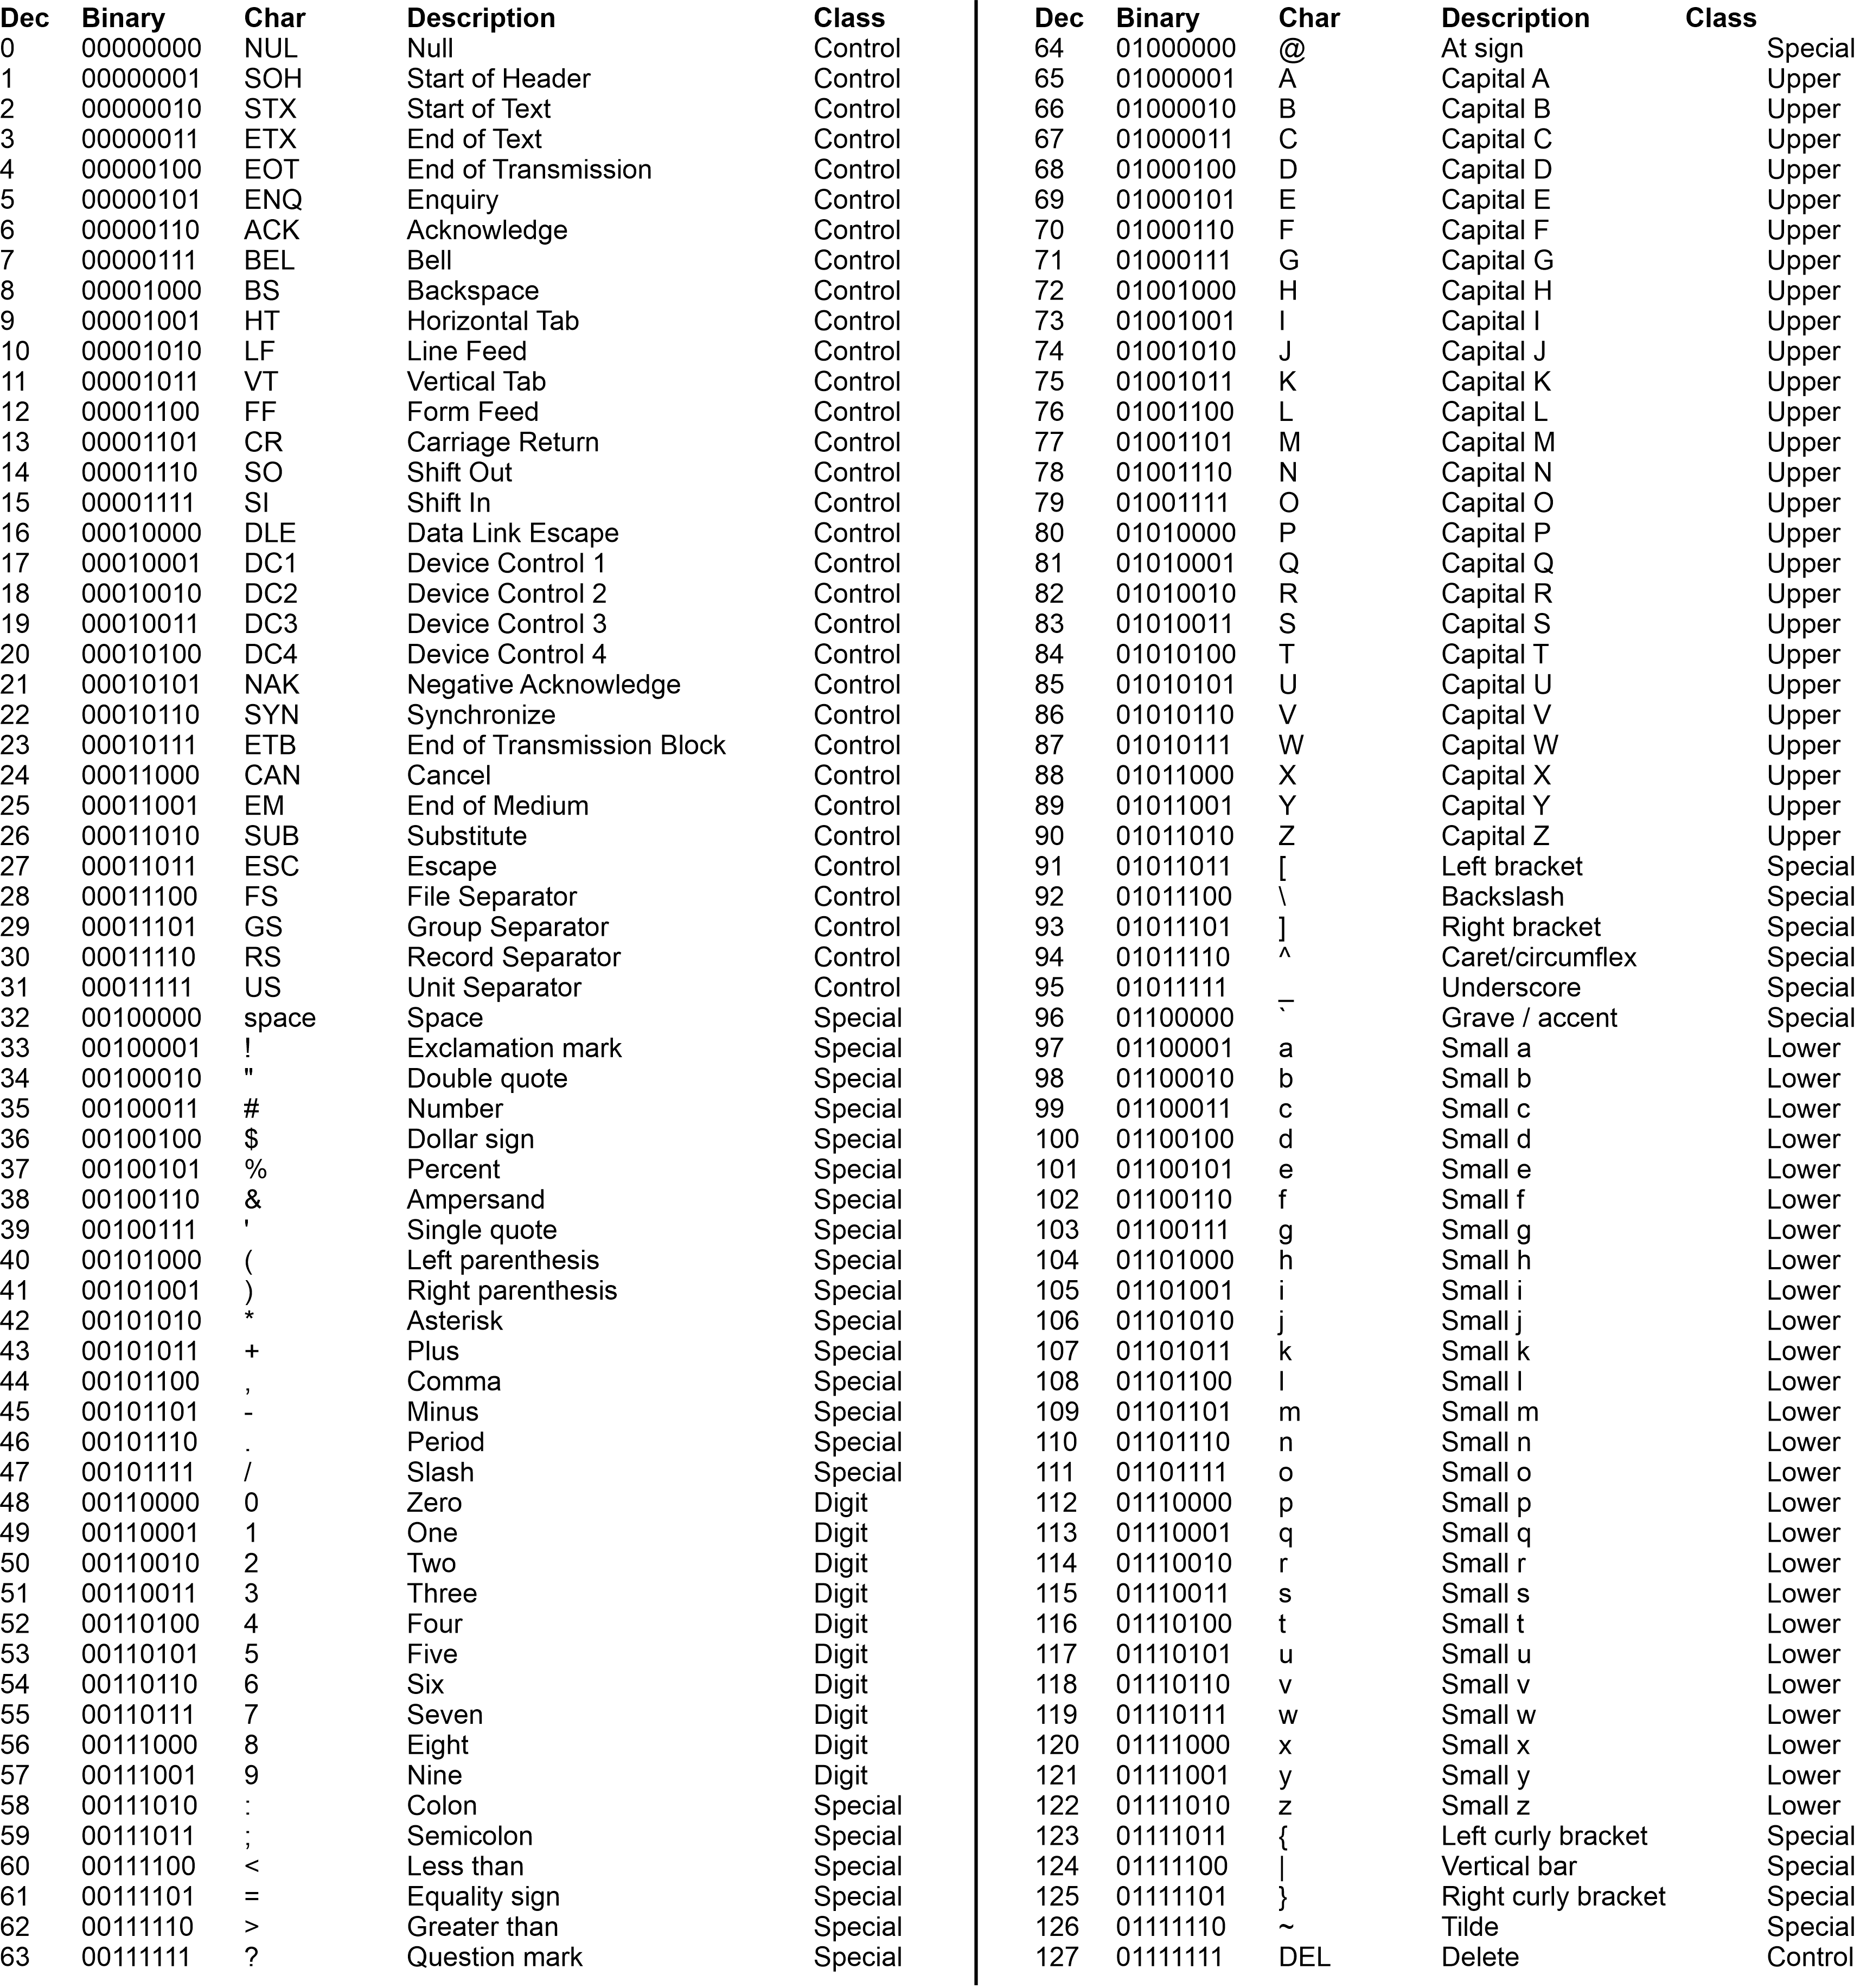 Dec Binary Char Description Class
0 00000000 NUL Null Control
1 00000001 SOH Start of Header Control
2 00000010 STX Start of Text Control
3 00000011 ETX End of Text Control
4 00000100 EOT End of Transmission Control
5 00000101 ENQ Enquiry Control
6 00000110 ACK Acknowledge Control
7 00000111 BEL Bell Control
8 00001000 BS Backspace Control
9 00001001 HT Horizontal Tab Control
10 00001010 LF Line Feed Control
11 00001011 VT Vertical Tab Control
12 00001100 FF Form Feed Control
13 00001101 CR Carriage Return Control
14 00001110 SO Shift Out Control
15 00001111 SI Shift In Control
16 00010000 DLE Data Link Escape Control
17 00010001 DC1 Device Control 1 Control
18 00010010 DC2 Device Control 2 Control
19 00010011 DC3 Device Control 3 Control
20 00010100 DC4 Device Control 4 Control
21 00010101 NAK Negative Acknowledge Control
22 00010110 SYN Synchronize Control
23 00010111 ETB End of Transmission Block Control
24 00011000 CAN Cancel Control
25 00011001 EM End of Medium Control
26 00011010 SUB Substitute Control
27 00011011 ESC Escape Control
28 00011100 FS File Separator Control
29 00011101 GS Group Separator Control
30 00011110 RS Record Separator Control
31 00011111 US Unit Separator Control
32 00100000 space Space Special
33 00100001 ! Exclamation mark Special
34 00100010 " Double quote Special
35 00100011 # Number Special
36 00100100 $ Dollar sign Special
37 00100101 % Percent Special
38 00100110 & Ampersand Special
39 00100111 ' Single quote Special
40 00101000 ( Left parenthesis Special
41 00101001 ) Right parenthesis Special
42 00101010 * Asterisk Special
43 00101011 + Plus Special
44 00101100 , Comma Special
45 00101101 - Minus Special
46 00101110 . Period Special
47 00101111 / Slash Special
48 00110000 0 Zero Digit
49 00110001 1 One Digit
50 00110010 2 Two Digit
51 00110011 3 Three Digit
52 00110100 4 Four Digit
53 00110101 5 Five Digit
54 00110110 6 Six Digit
55 00110111 7 Seven Digit
56 00111000 8 Eight Digit
57 00111001 9 Nine Digit
58 00111010 : Colon Special
59 00111011 ; Semicolon Special
60 00111100 < Less than Special
61 00111101 = Equality sign Special
62 00111110 > Greater than Special
63 00111111 ? Question mark Special
Dec Binary Char Description Class
64 01000000 @ At sign Special
65 01000001 A Capital A Upper
66 01000010 B Capital B Upper
67 01000011 C Capital C Upper
68 01000100 D Capital D Upper
69 01000101 E Capital E Upper
70 01000110 F Capital F Upper
71 01000111 G Capital G Upper
72 01001000 H Capital H Upper
73 01001001 I Capital I Upper
74 01001010 J Capital J Upper
75 01001011 K Capital K Upper
76 01001100 L Capital L Upper
77 01001101 M Capital M Upper
78 01001110 N Capital N Upper
79 01001111 O Capital O Upper
80 01010000 P Capital P Upper
81 01010001 Q Capital Q Upper
82 01010010 R Capital R Upper
83 01010011 S Capital S Upper
84 01010100 T Capital T Upper
85 01010101 U Capital U Upper
86 01010110 V Capital V Upper
87 01010111 W Capital W Upper
88 01011000 X Capital X Upper
89 01011001 Y Capital Y Upper
90 01011010 Z Capital Z Upper
91 01011011 [ Left bracket Special
92 01011100 \ Backslash Special
93 01011101 ] Right bracket Special
94 01011110 ^ Caret/circumflex Special
95 01011111 _ Underscore Special
96 01100000 ` Grave / accent Special
97 01100001 a Small a Lower
98 01100010 b Small b Lower
99 01100011 c Small c Lower
100 01100100 d Small d Lower
101 01100101 e Small e Lower
102 01100110 f Small f Lower
103 01100111 g Small g Lower
104 01101000 h Small h Lower
105 01101001 i Small i Lower
106 01101010 j Small j Lower
107 01101011 k Small k Lower
108 01101100 l Small l Lower
109 01101101 m Small m Lower
110 01101110 n Small n Lower
111 01101111 o Small o Lower
112 01110000 p Small p Lower
113 01110001 q Small q Lower
114 01110010 r Small r Lower
115 01110011 s Small s Lower
116 01110100 t Small t Lower
117 01110101 u Small u Lower
118 01110110 v Small v Lower
119 01110111 w Small w Lower
120 01111000 x Small x Lower
121 01111001 y Small y Lower
122 01111010 z Small z Lower
123 01111011 { Left curly bracket Special
124 01111100 | Vertical bar Special
125 01111101 } Right curly bracket Special
126 01111110 ~ Tilde Special
127 01111111 DEL Delete Control